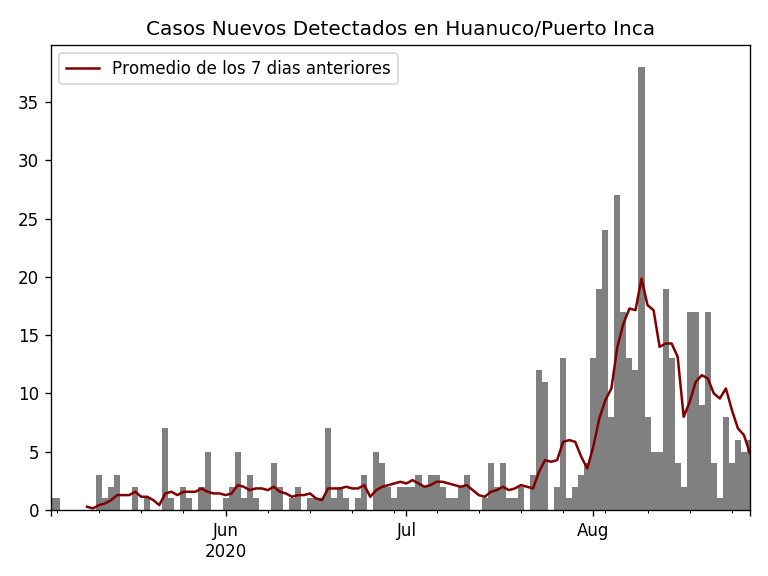 Casos Nuevos Detectados en Huanuco/Puerto Inca
Promedio de los 7 dias anteriores
35
30
25
20
15
10
5
0
Jun
2020
Jul
Aug